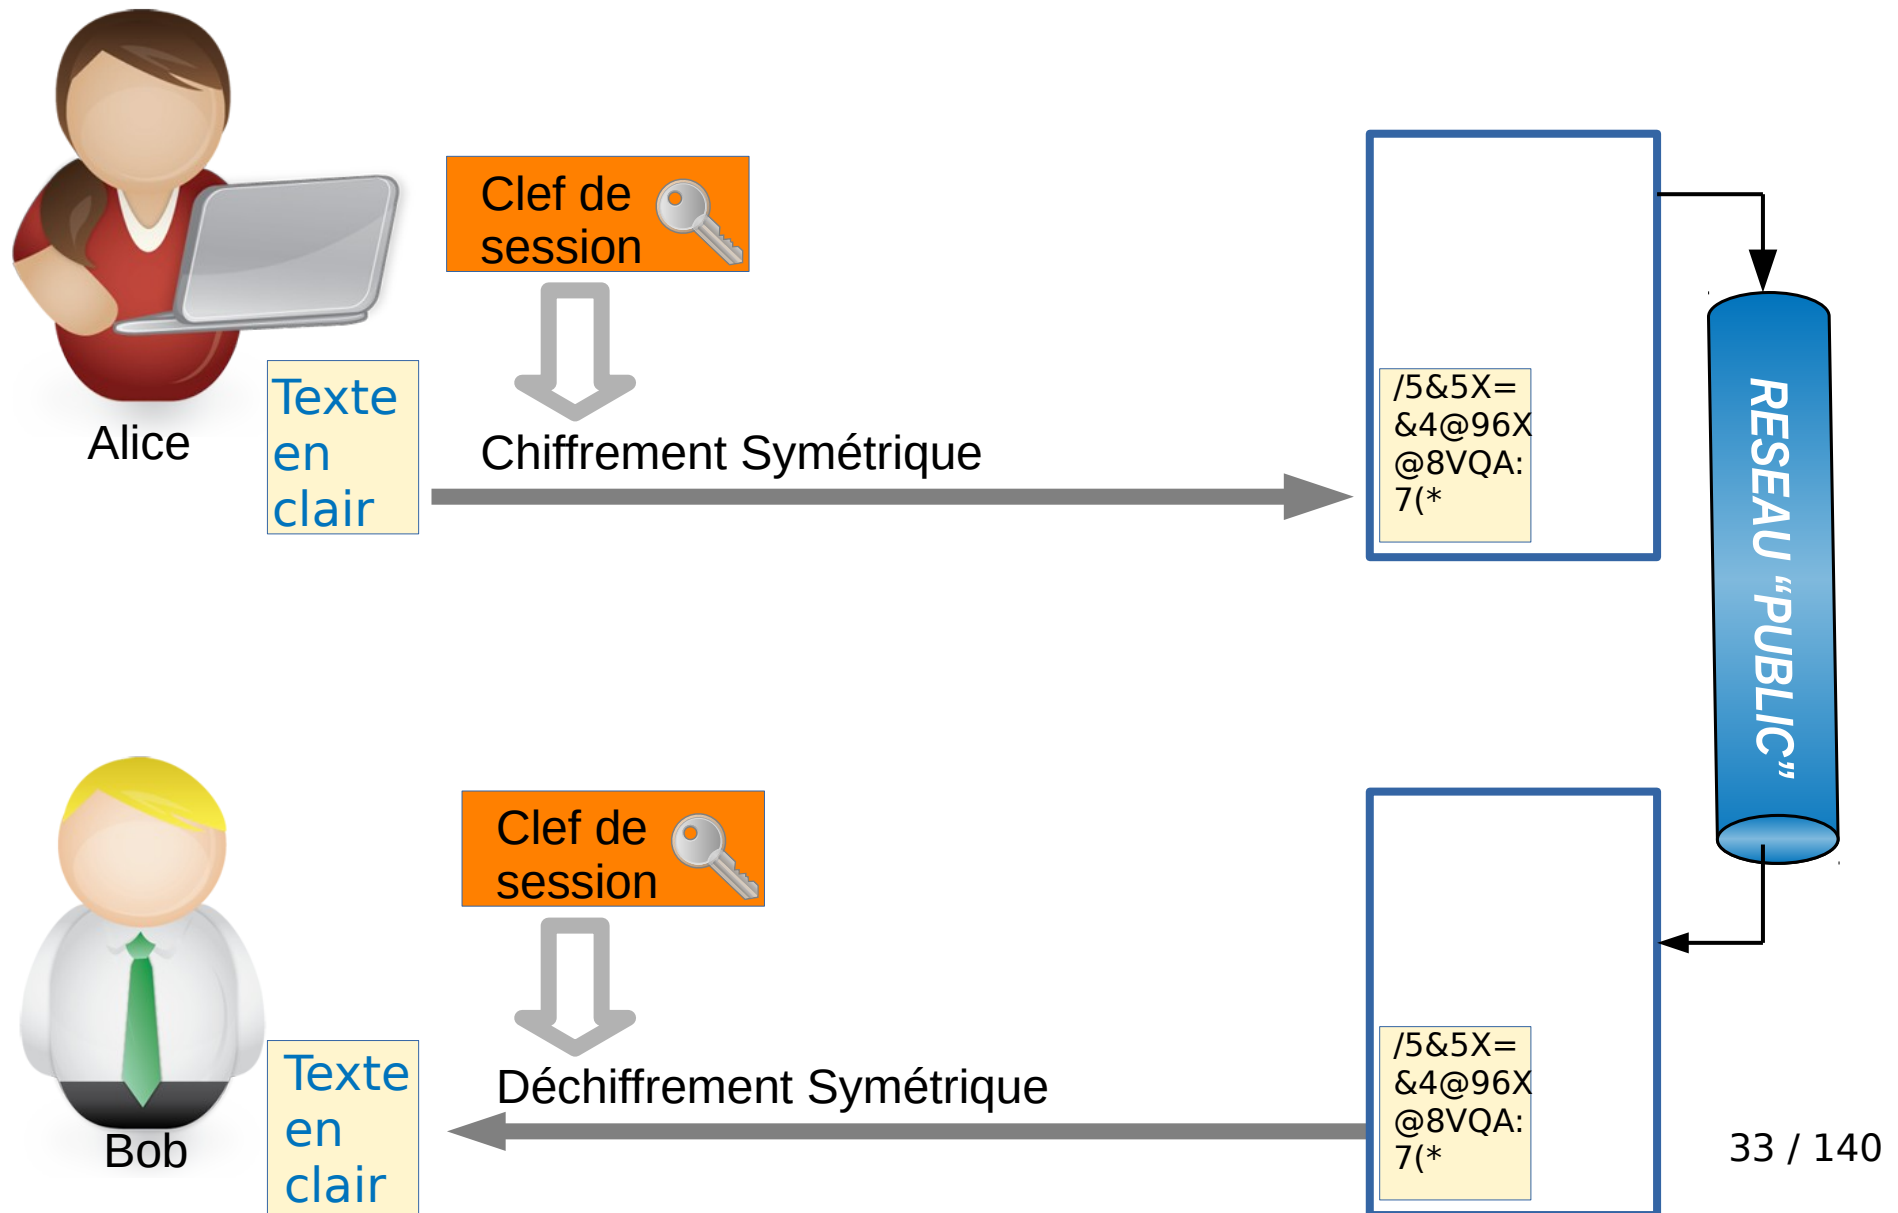 Clef de
session
Texte
en
clair
Alice
Chiffrement Symétrique
/5&5X=
&4@96X
@8VQA:
7(*
RESEAU “PUBLIC”
Clef de
session
Déchiffrement Symétrique
Texte
en
clair
Bob
/5&5X=
&4@96X
@8VQA:
7(*
33 / 140